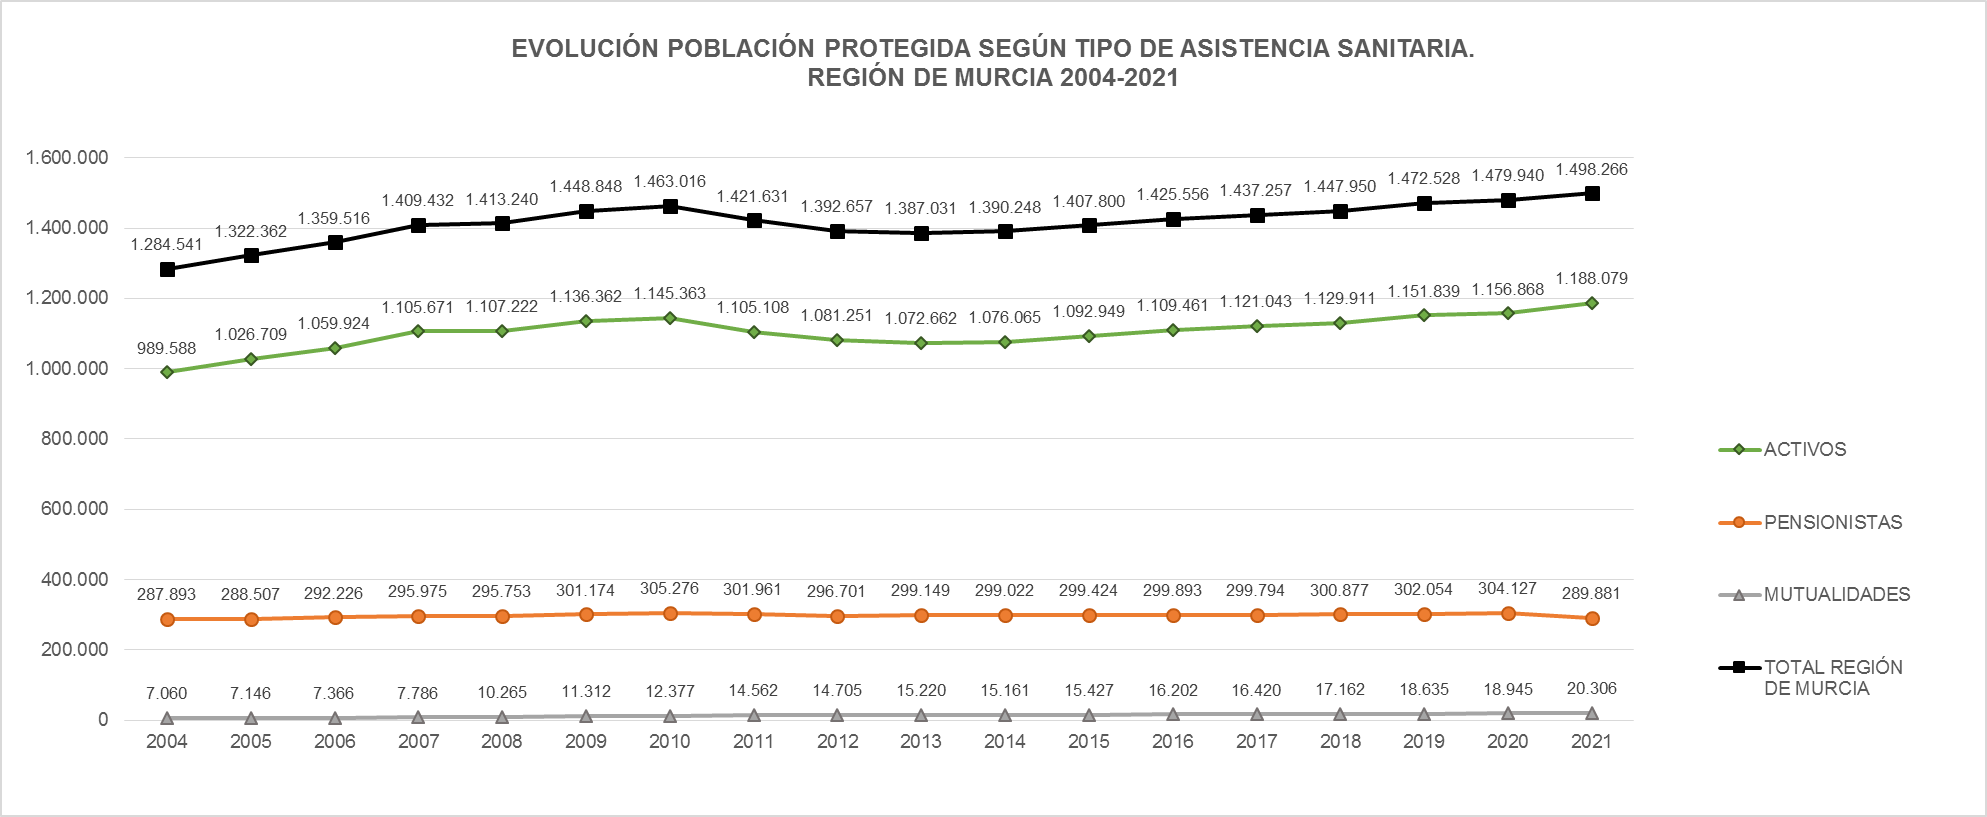 EVOLUCIÓN POBLACIÓN PROTEGIDA SEGÚN TIPO DE ASISTENCIA SANITARIA.
REGIÓN DE MURCIA 2004-2021
1.600.000
1.400.000
1.200.000
1.000.000
800.000
600.000
400.000
200.000
0
1.284.541 1.322.362 1.359.516 1.409.432 1.413.240 1.448.848 1.463.016 1.421.631 1.392.657 1.387.031 1.390.248 1.407.800 1.425.556 1.437.257 1.447.950 1.472.528 1.479.940 1.498.266
989.588 1.026.709 1.059.924 1.105.671 1.107.222 1.136.362 1.145.363 1.105.108 1.081.251 1.072.662 1.076.065 1.092.949 1.109.461 1.121.043 1.129.911 1.151.839 1.156.868 1.188.079
287.893 288.507 292.226 295.975 295.753 301.174 305.276 301.961 296.701 299.149 299.022 299.424 299.893 299.794 300.877 302.054 304.127 289.881
7.060 7.146 7.366 7.786 10.265 11.312 12.377 14.562 14.705 15.220 15.161 15.427 16.202 16.420 17.162 18.635 18.945 20.306
2004 2005 2006 2007 2008 2009 2010 2011 2012 2013 2014 2015 2016 2017 2018 2019 2020 2021
ACTIVOS
PENSIONISTAS
MUTUALIDADES
TOTAL REGIÓN
DE MURCIA